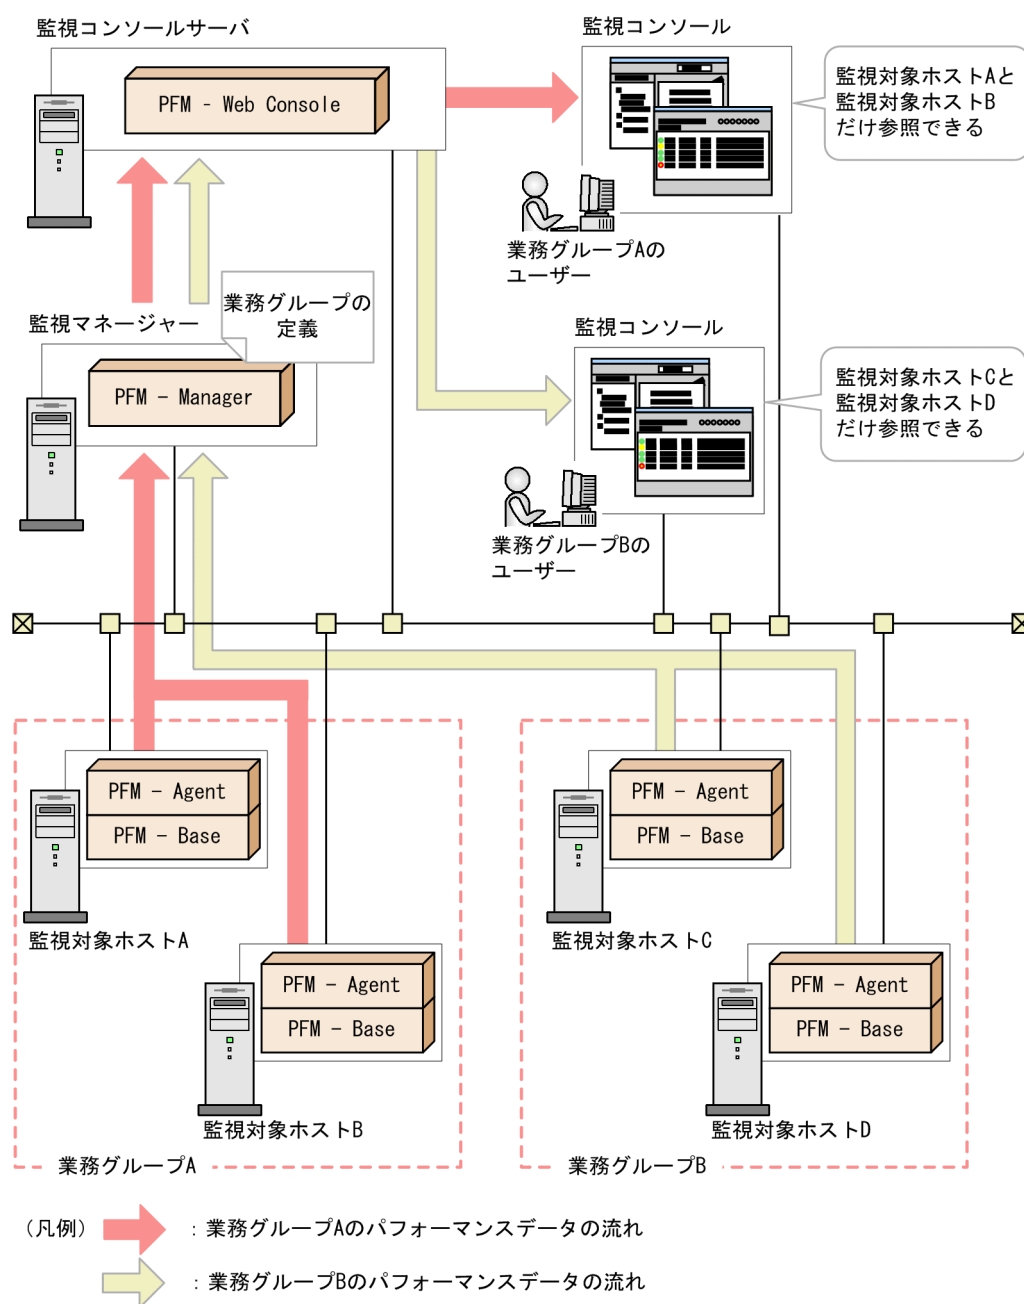 監視コンソールサーバ
PFM - Web Console
監視コンソール
監視対象ホストAと
監視対象ホストB
だけ参照できる
業務グループAの
ユーザー
業務グループの
定義
監視マネージャー
PFM - Manager
監視コンソール
監視対象ホストCと
監視対象ホストD
だけ参照できる
業務グループBの
ユーザー
PFM - Agent
PFM - Base
監視対象ホストA
PFM - Agent
PFM - Base
監視対象ホストB
業務グループA
PFM - Agent
PFM - Base
監視対象ホストC
PFM - Agent
PFM - Base
監視対象ホストD
業務グループB
（凡例）
：業務グループAのパフォーマンスデータの流れ
：業務グループBのパフォーマンスデータの流れ